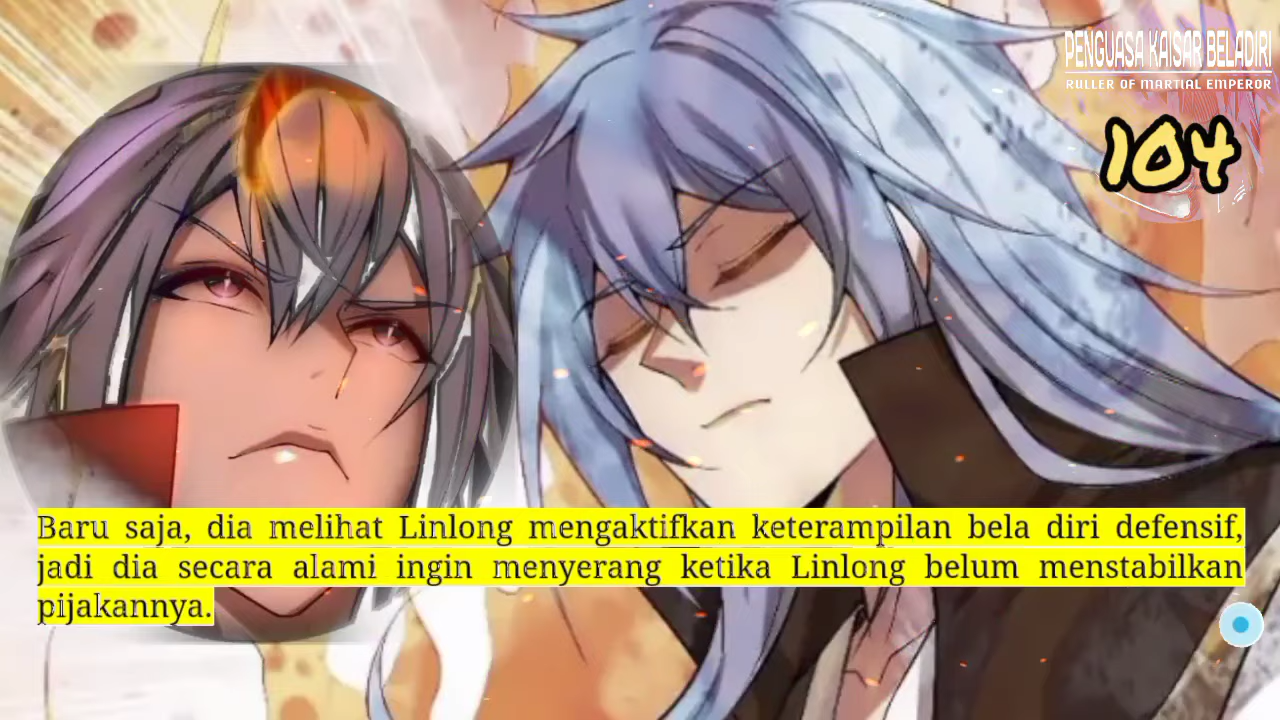 PENGUASA KAISAR BELADIRI
RULLER OF MARTIAL EMPEROR
104
Baru saja, dia melihat Linlong mengaktifkan keterampilan bela diri defensif,
jadi dia secara alami ingin menyerang ketika Linlong belum menstabilkan
pijakannya.